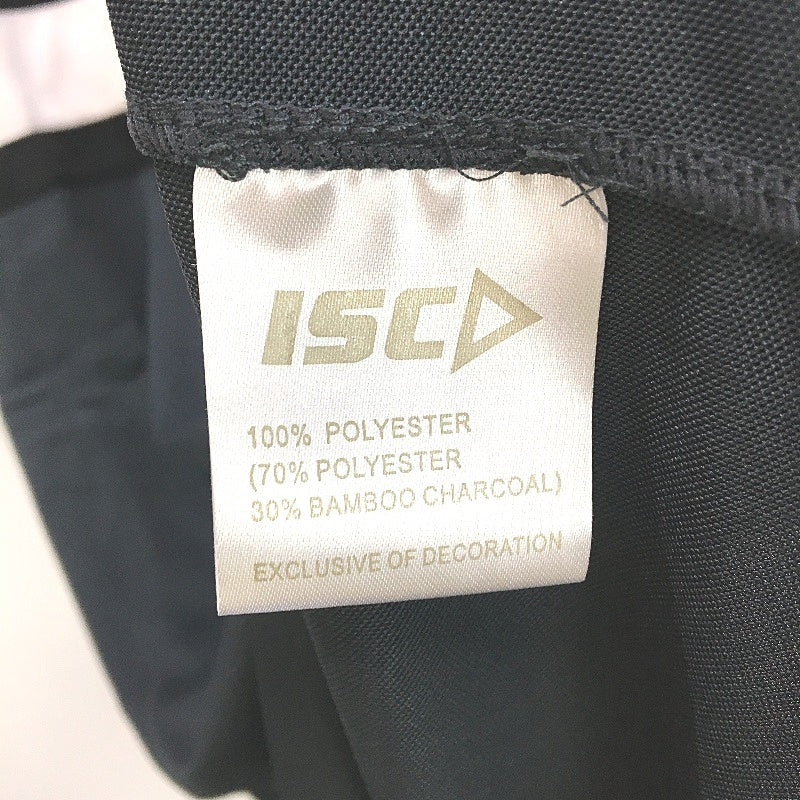 ISC
100% POLYESTER
(70% POLYESTER
30% BAMBOO CHARCOAL)
EXCLUSIVE OF DECORATION